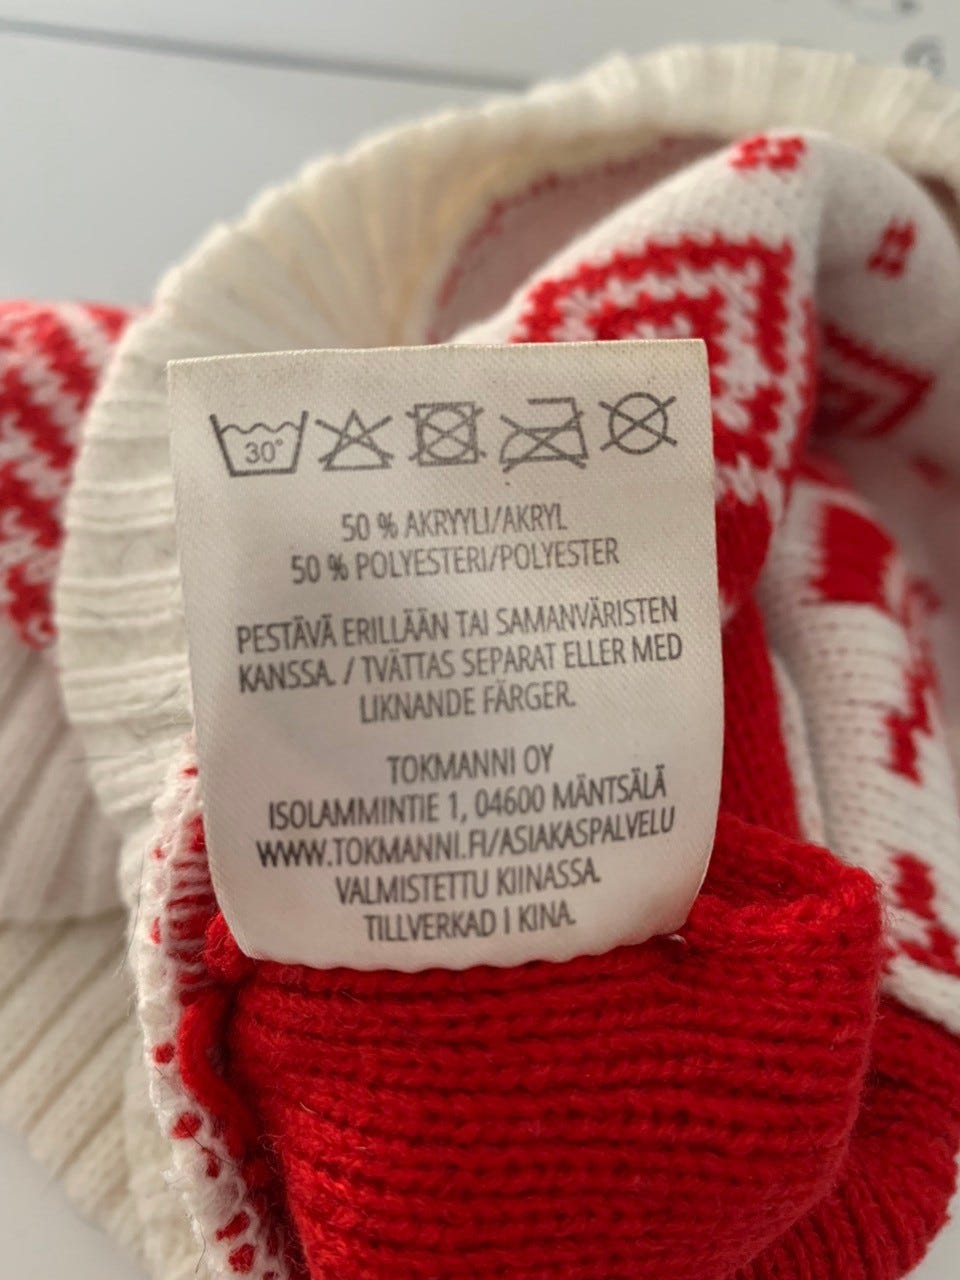 30°
50 % AKRYYLI/AKRYL
50 % POLYESTERI/POLYESTER
PESTÄVÄ ERILLÄÄN TAI SAMANVÄRISTEN
KANSSA. / TVÄTTAS SEPARAT ELLER MED
LIKNANDE FÄRGER.
TOKMANNI OY
ISOLAMMINTIE 1, 04600 MÄNTSÄLÄ
WWW.TOKMANNI.FI/ASIAKASPALVELU
VALMISTETTU KIINASSA.
TILLVERKAD I KINA.